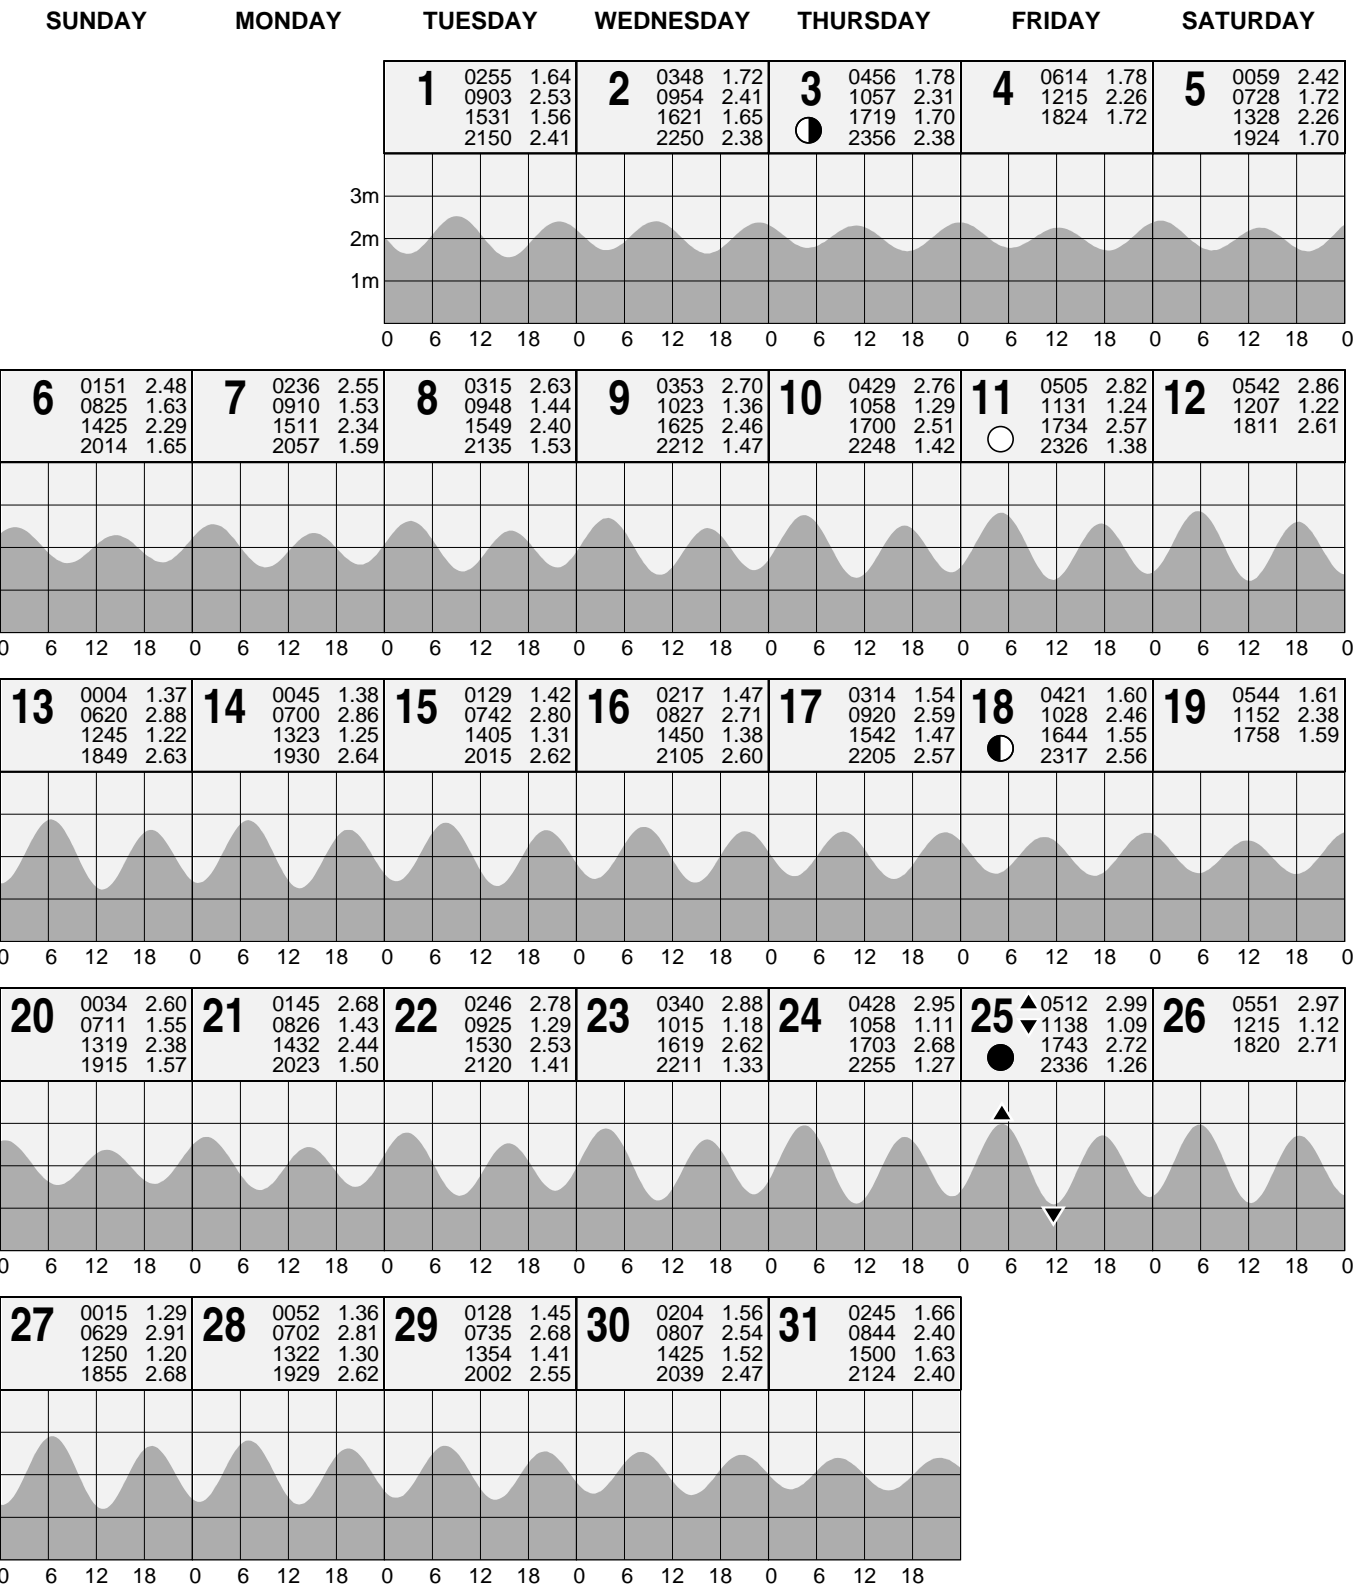 SUNDAY MONDAY TUESDAY WEDNESDAY THURSDAY FRIDAY SATURDAY
1 0255 1.64
0903 2.53
1531 1.56
2150 2.41
2 0348 1.72
0954 2.41
1621 1.65
2250 2.38
3 0456 1.78
1057 2.31
1719 1.70
2356 2.38
4 0614 1.78
1215 2.26
1824 1.72
5 0059 2.42
0728 1.72
1328 2.26
1924 1.70
3m
2m
1m
0 6 12 18 0 6 12 18 0 6 12 18 0 6 12 18 0 6 12 18 0
6 0151 2.48
0825 1.63
1425 2.29
2014 1.65
7 0236 2.55
0910 1.53
1511 2.34
2057 1.59
8 0315 2.63
0948 1.44
1549 2.40
2135 1.53
9 0353 2.70
1023 1.36
1625 2.46
2212 1.47
10 0429 2.76
1058 1.29
1700 2.51
2248 1.42
11 0505 2.82
1131 1.24
1734 2.57
2326 1.38
12 0542 2.86
1207 1.22
1811 2.61
0 6 12 18 0 6 12 18 0 6 12 18 0 6 12 18 0 6 12 18 0 6 12 18 0 6 12 18 0
13 0004 1.37
0620 2.88
1245 1.22
1849 2.63
14 0045 1.38
0700 2.86
1323 1.25
1930 2.64
15 0129 1.42
0742 2.80
1405 1.31
2015 2.62
16 0217 1.47
0827 2.71
1450 1.38
2105 2.60
17 0314 1.54
0920 2.59
1542 1.47
2205 2.57
18 0421 1.60
1028 2.46
1644 1.55
2317 2.56
19 0544 1.61
1152 2.38
1758 1.59
0 6 12 18 0 6 12 18 0 6 12 18 0 6 12 18 0 6 12 18 0 6 12 18 0 6 12 18 0
20 0034 2.60
0711 1.55
1319 2.38
1915 1.57
21 0145 2.68
0826 1.43
1432 2.44
2023 1.50
22 0246 2.78
0925 1.29
1530 2.53
2120 1.41
23 0340 2.88
1015 1.18
1619 2.62
2211 1.33
24 0428 2.95
1058 1.11
1703 2.68
2255 1.27
25 0512 2.99
1138 1.09
1743 2.72
2336 1.26
26 0551 2.97
1215 1.12
1820 2.71
0 6 12 18 0 6 12 18 0 6 12 18 0 6 12 18 0 6 12 18 0 6 12 18 0 6 12 18 0
27 0015 1.29
0629 2.91
1250 1.20
1855 2.68
28 0052 1.36
0702 2.81
1322 1.30
1929 2.62
29 0128 1.45
0735 2.68
1354 1.41
2002 2.55
30 0204 1.56
0807 2.54
1425 1.52
2039 2.47
31 0245 1.66
0844 2.40
1500 1.63
2124 2.40
0 6 12 18 0 6 12 18 0 6 12 18 0 6 12 18 0 6 12 18